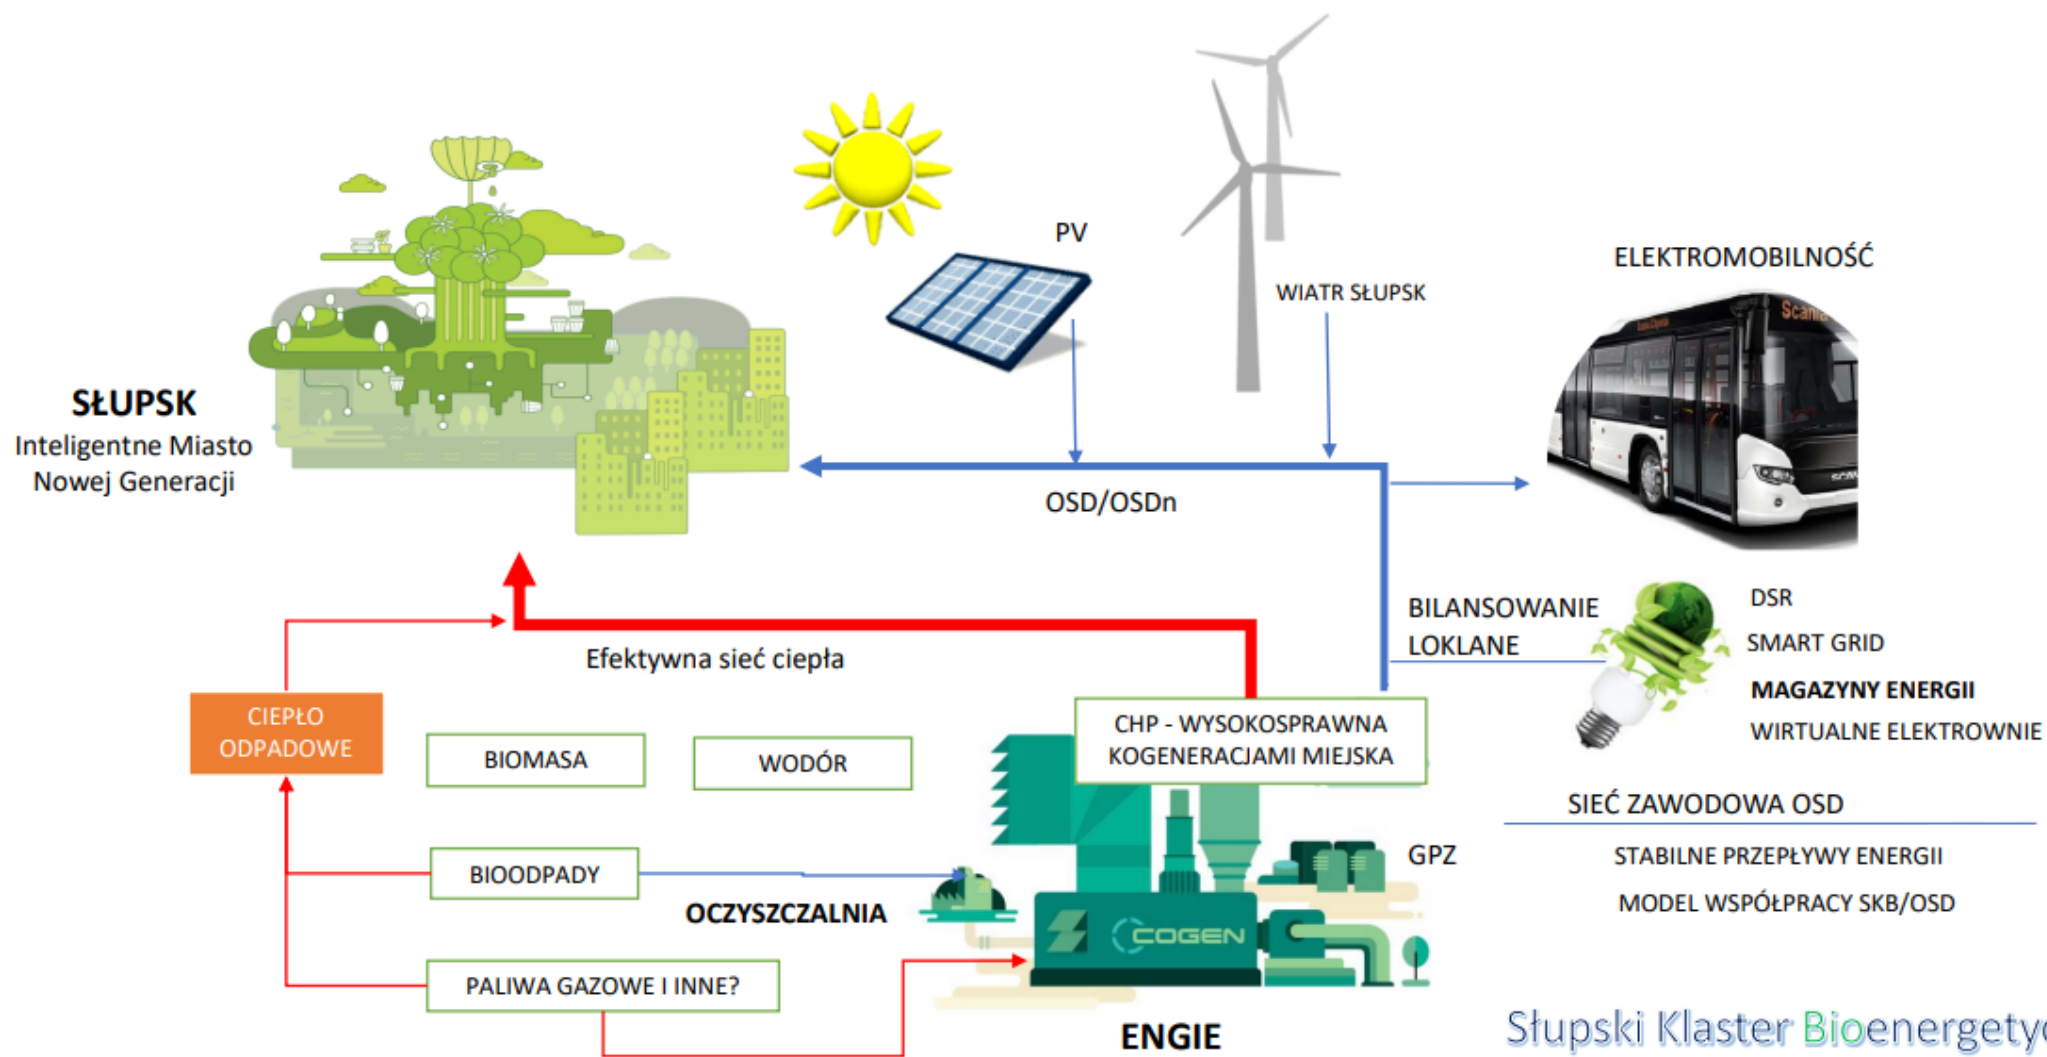 PV
WIATR SŁUPSK
ELEKTROMOBILNOŚĆ
Scania
SŁUPSK
Inteligentne Miasto
Nowej Generacji
OSD/OSDn
BILANSOWANIE
LOKLANE
DSR
SMART GRID
MAGAZYNY ENERGII
WIRTUALNE ELEKTROWNIE
Efektywna sieć ciepła
CIEPŁO
ODPADOWE
BIOMASA
WODÓR
CHP - WYSOKOSPRAWNA
KOGENERACJAMI MIEJSKA
SIEĆ ZAWODOWA OSD
STABILNE PRZEPŁYWY ENERGII
MODEL WSPÓŁPRACY SKB/OSD
GPZ
BIOODPADY
OCZYSZCZALNIA
COGEN
PALIWA GAZOWE I INNE?
ENGIE
Słupski Klaster Bioenergetyc